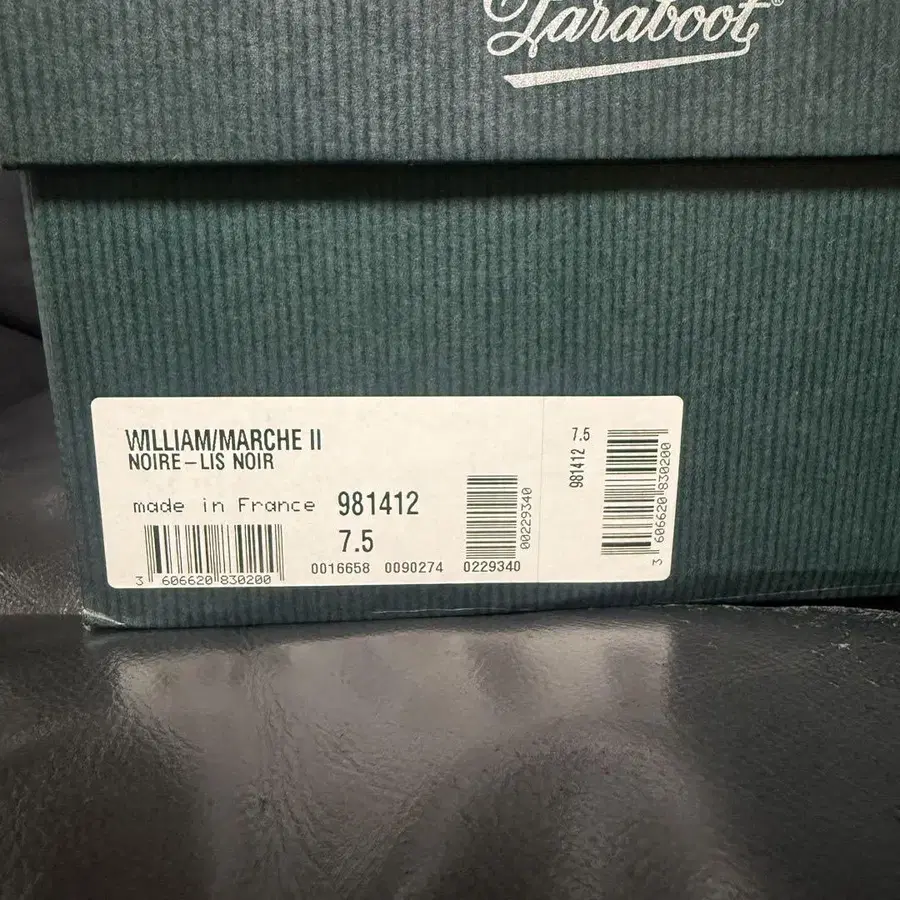 Paraboot®
WILLIAM/MARCHE II
NOIRE–LIS NOIR
made in France 981412
7.5
3 606620 830200
0016658 0090274 0229340
00229340
7.5
981412
3 606620 830200